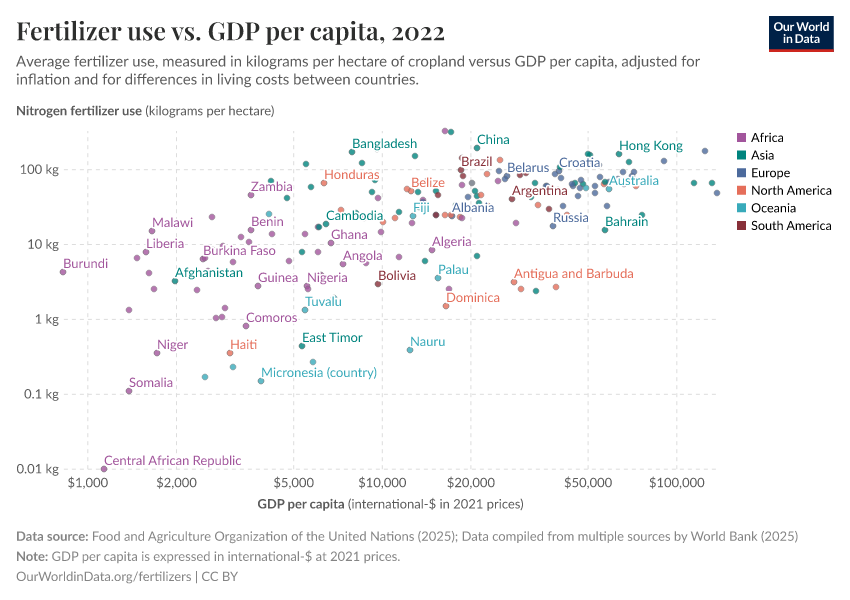 Fertilizer use vs. GDP per capita, 2022
Our World
in Data
Average fertilizer use, measured in kilograms per hectare of cropland versus GDP per capita, adjusted for
inflation and for differences in living costs between countries.
Nitrogen fertilizer use (kilograms per hectare)
Africa
Asia
Europe
North America
Oceania
South America
Bangladesh
China
Hong Kong
100 kg
Brazil
Croatia
Belarus
Honduras
Belize
Australia
Zambia
Argentina
Fiji
Albania
Malawi
Benin
Cambodia
Russia
Bahrain
10 kg
Liberia
Burkina Faso
Ghana
Algeria
Burundi
Angola
Afghanistan
Guinea
Nigeria
Bolivia
Palau
Antigua and Barbuda
Tuvalu
Dominica
1 kg
Comoros
East Timor
Niger
Haiti
Nauru
Micronesia (country)
Somalia
0.1 kg
Central African Republic
0.01 kg
$1,000
$2,000
$5,000
$10,000
$20,000
$50,000
$100,000
GDP per capita (international-$ in 2021 prices)
Data source: Food and Agriculture Organization of the United Nations (2025); Data compiled from multiple sources by World Bank (2025)
Note: GDP per capita is expressed in international-$ at 2021 prices.
OurWorldinData.org/fertilizers | CC BY